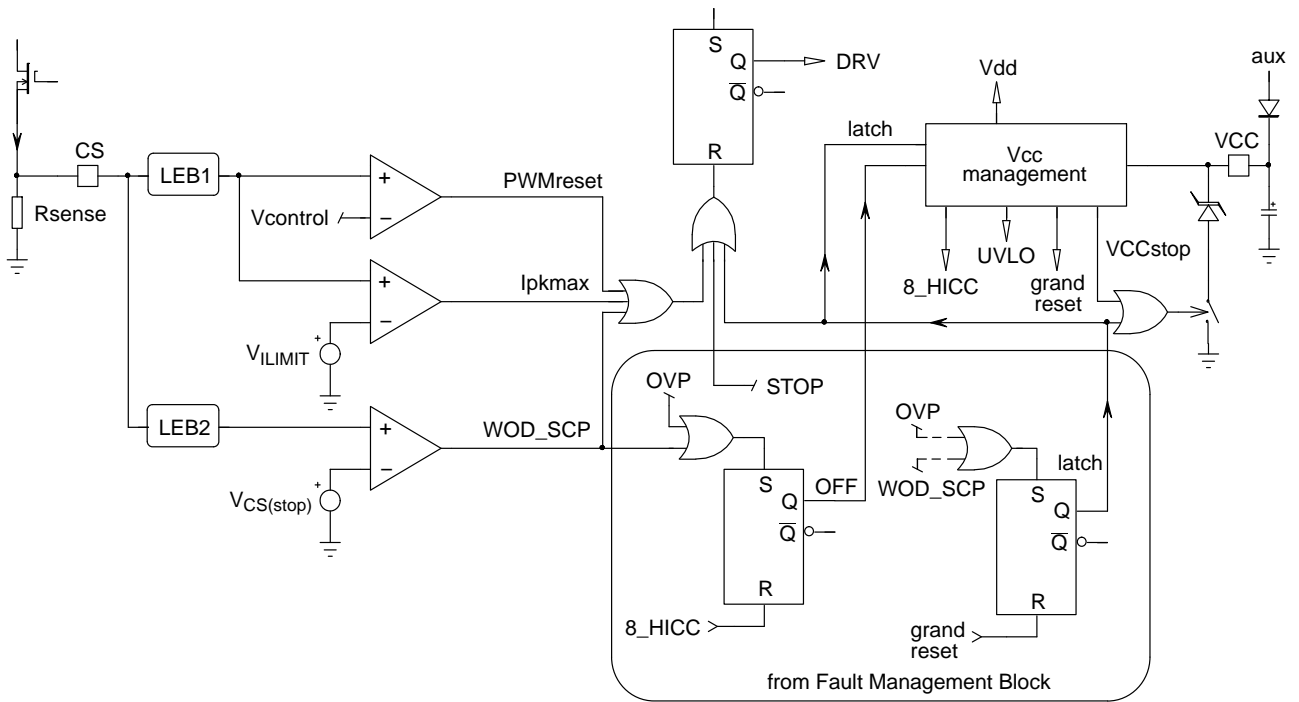 S
Q
Q
R
DRV
Vdd
aux
latch
VCC
CS
LEB1
Vcc
management
Rsense
Vcontrol
+
−
PWMreset
UVLO
VCCstop
8_HICC
grand
reset
+
−
Ipkmax
+
VILIMIT
OVP
STOP
LEB2
+
−
WOD_SCP
OVP
WOD_SCP
latch
+
VCS(stop)
S
Q
Q
R
OFF
S
Q
Q
R
8_HICC
grand
reset
+
from Fault Management Block